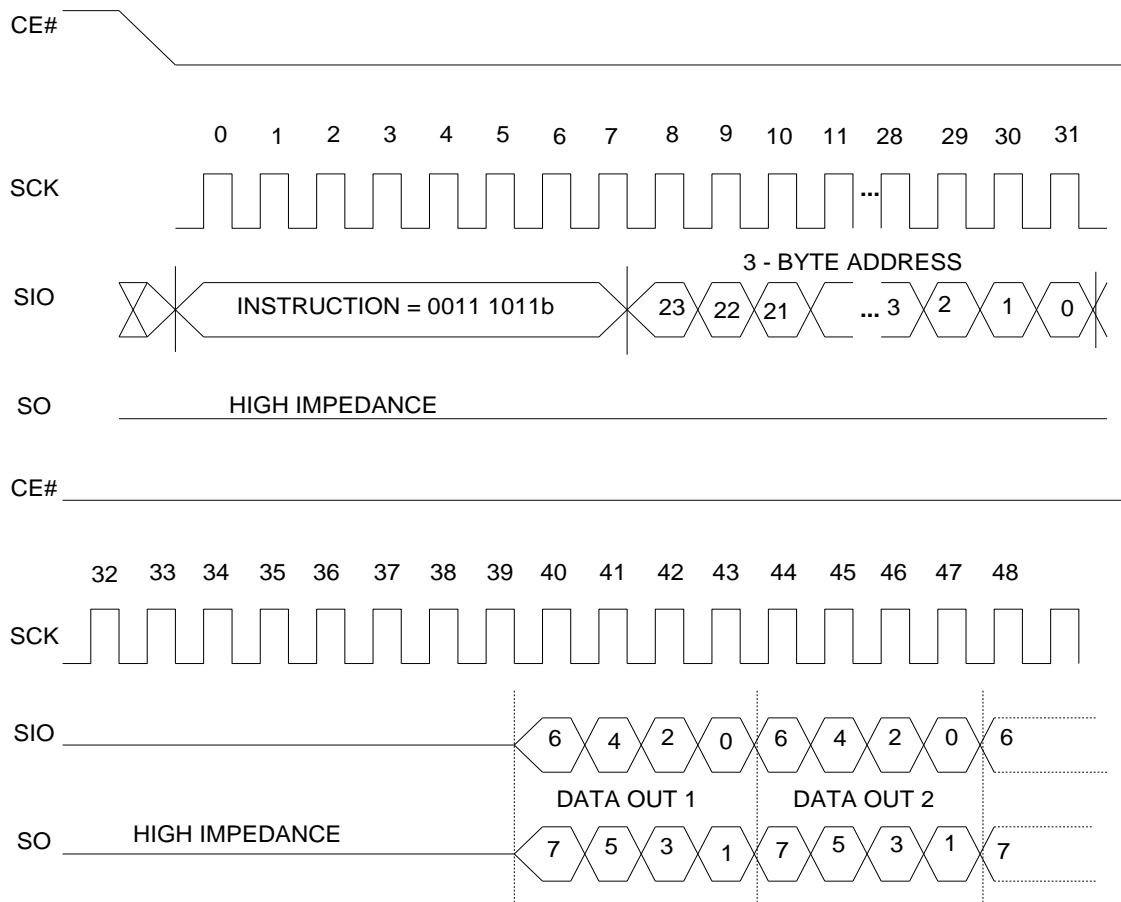 CE#
0 1 2 3 4 5 6 7 8 9 10 11 28 29 30 31
SCK ...
3 - BYTE ADDRESS
SIO INSTRUCTION = 0011 1011b 23 22 21 ... 3 2 1 0
SO HIGH IMPEDANCE
CE#
32 33 34 35 36 37 38 39 40 41 42 43 44 45 46 47 48
SCK
SIO 6 4 2 0 6 4 2 0 6
DATA OUT 1 DATA OUT 2
SO HIGH IMPEDANCE 7 5 3 1 7 5 3 1 7